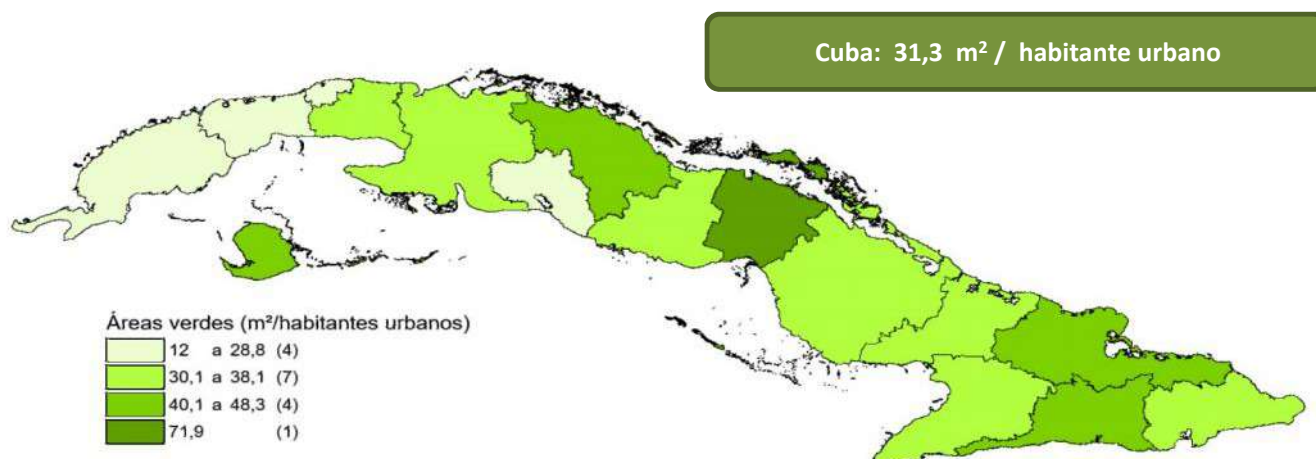 Cuba: 31,3 m² / habitante urbano
Áreas verdes (m²/habitantes urbanos)
12 a 28,8 (4)
30,1 a 38,1 (7)
40,1 a 48,3 (4)
71,9 (1)